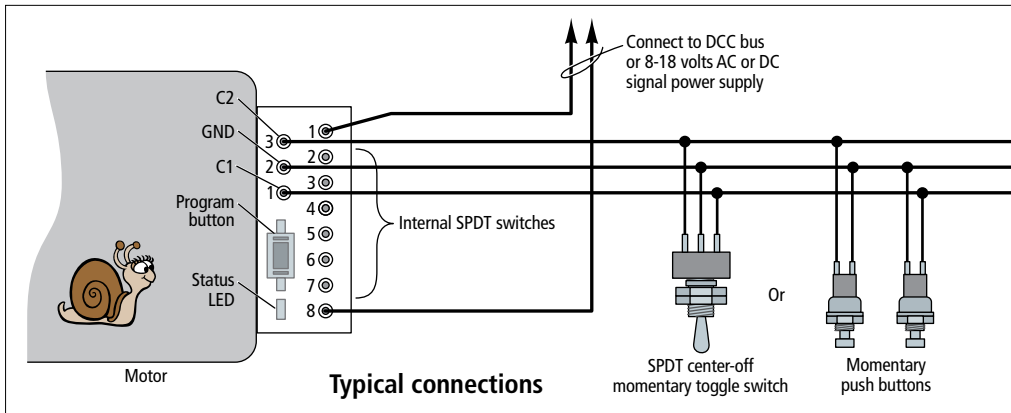 Connect to DCC bus
or 8-18 volts AC or DC
signal power supply
C2
GND
C1
Program
button
Status
LED
3
2
1
1
2
3
4
5
6
7
8
Internal SPDT switches
Or
Motor
Typical connections
SPDT center-off
momentary toggle switch
Momentary
push buttons